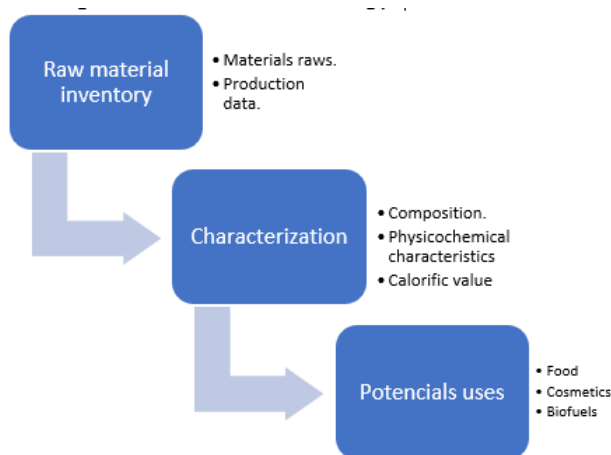 Raw material
inventory
• Materials raws.
• Production
data.
Characterization
• Composition.
• Physicochemical
characteristics
• Calorific value
Potencials uses
• Food
• Cosmetics
• Biofuels